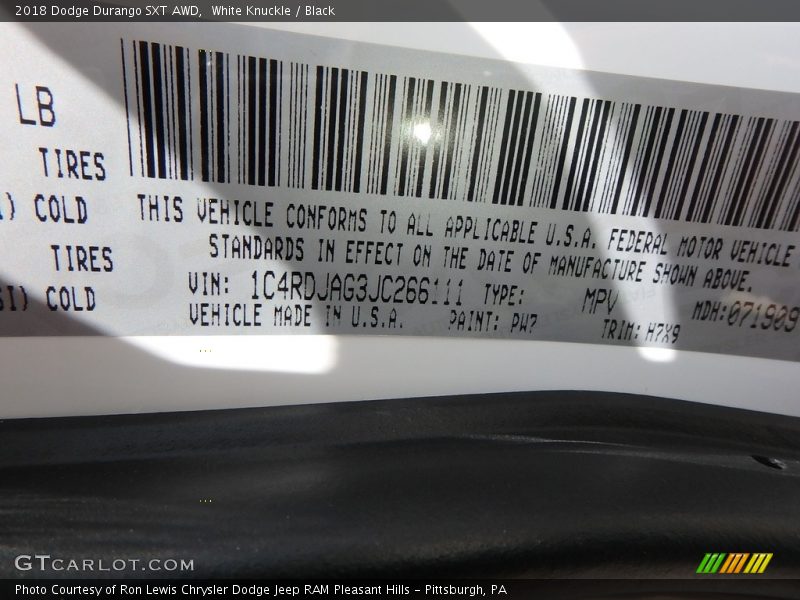 2018 Dodge Durango SXT AWD, White Knuckle / Black
LB
TIRES
I) COLD
TIRES
SI) COLD
THIS VEHICLE CONFORMS TO ALL APPLICABLE U.S.A. FEDERAL MOTOR VEHICLE
STANDARDS IN EFFECT ON THE DATE OF MANUFACTURE SHOWN ABOVE.
VIN: 1C4RDJAG3JC266111 TYPE: MPV MDH:071909
VEHICLE MADE IN U.S.A. PAINT: PW7 TRIM: H7X9
GTCARLOT.COM
Photo Courtesy of Ron Lewis Chrysler Dodge Jeep RAM Pleasant Hills - Pittsburgh, PA